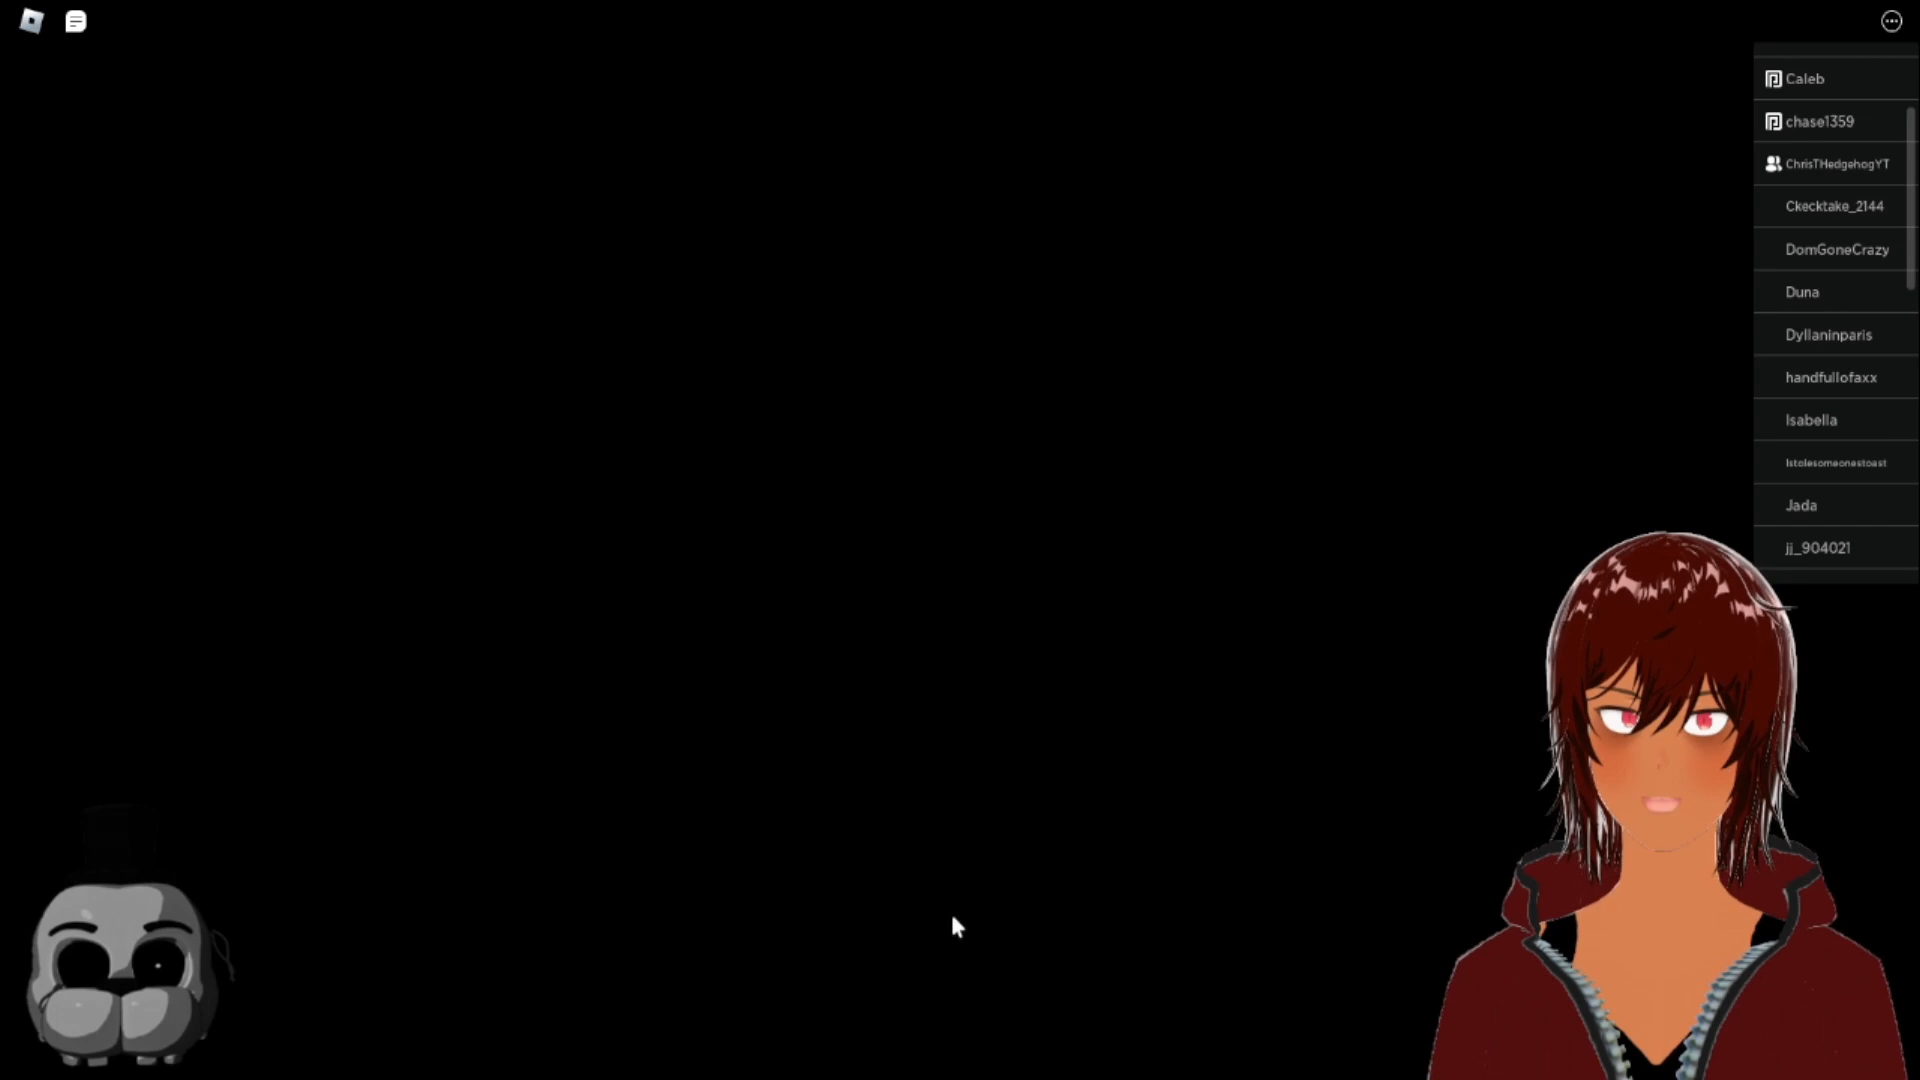 Caleb
chase1359
ChrisTHedgehogYT
Ckecktake_2144
DomGoneCrazy
Duna
Dyllaninparis
handfullofaxx
Isabella
Istolesomeonestoast
Jada
jj_904021